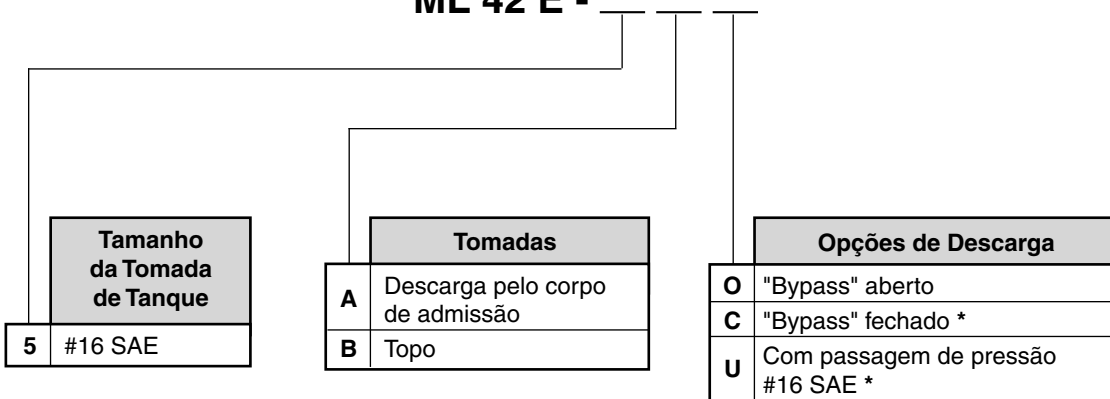 ML 42 E - __ __ __
Tamanho
da Tomada
de Tanque
5 #16 SAE
Tomadas
A Descarga pelo corpo
de admissão
B Topo
Opções de Descarga
O "Bypass" aberto
C "Bypass" fechado *
U Com passagem de pressão
#16 SAE *